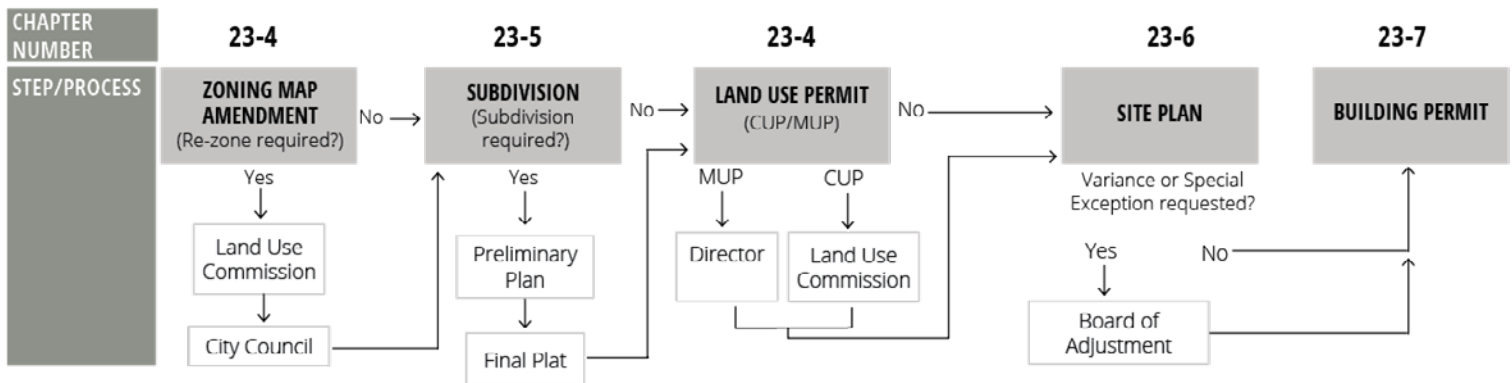 CHAPTER
NUMBER
23-4
23-5
23-4
23-6
23-7
STEP/PROCESS
ZONING MAP
AMENDMENT
(Re-zone required?)
No
SUBDIVISION
(Subdivision
required?)
No
LAND USE PERMIT
(CUP/MUP)
No
SITE PLAN
BUILDING PERMIT
Yes
Land Use
Commission
City Council
Yes
Preliminary
Plan
Final Plat
MUP
Director
CUP
Land Use
Commission
Variance or Special
Exception requested?
Yes
No
Board of
Adjustment